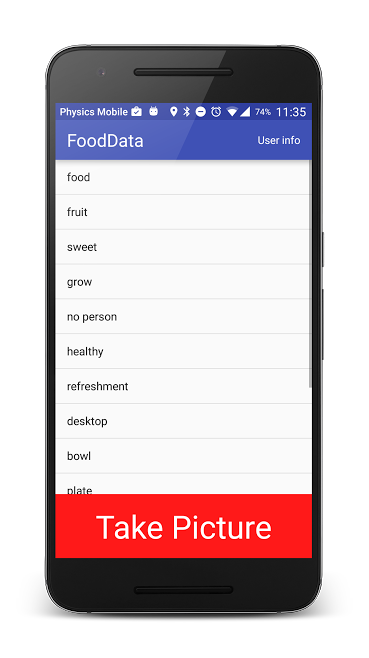 Physics Mobile 74% 11:35
FoodData User info
food
fruit
sweet
grow
no person
healthy
refreshment
desktop
bowl
plate
Take Picture